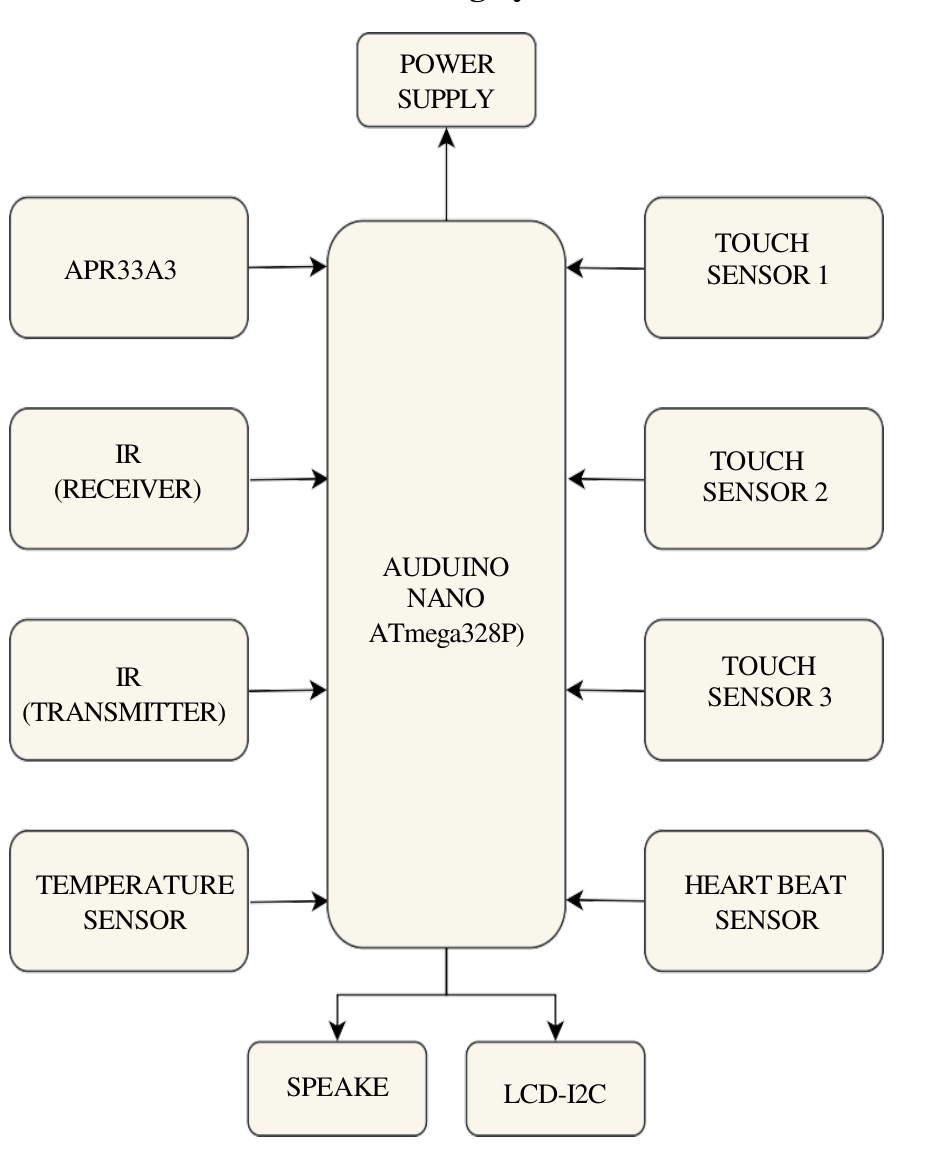 POWER
SUPPLY
APR33A3
TOUCH
SENSOR 1
IR
(RECEIVER)
TOUCH
SENSOR 2
AUDUINO
NANO
ATmega328P)
IR
(TRANSMITTER)
TOUCH
SENSOR 3
TEMPERATURE
SENSOR
HEART BEAT
SENSOR
SPEAKE
LCD-I2C